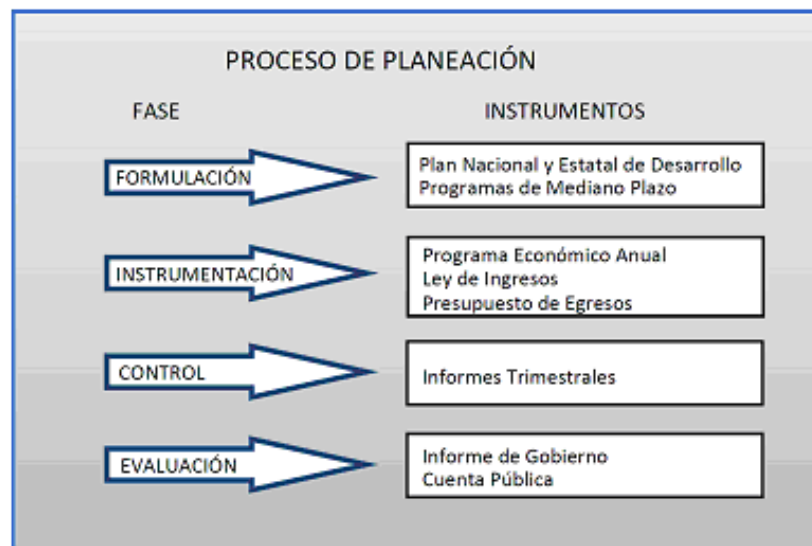 PROCESO DE PLANEACIÓN
FASE
INSTRUMENTOS
FORMULACIÓN
Plan Nacional y Estatal de Desarrollo
Programas de Mediano Plazo
INSTRUMENTACIÓN
Programa Económico Anual
Ley de Ingresos
Presupuesto de Egresos
CONTROL
Informes Trimestrales
EVALUACIÓN
Informe de Gobierno
Cuenta Pública